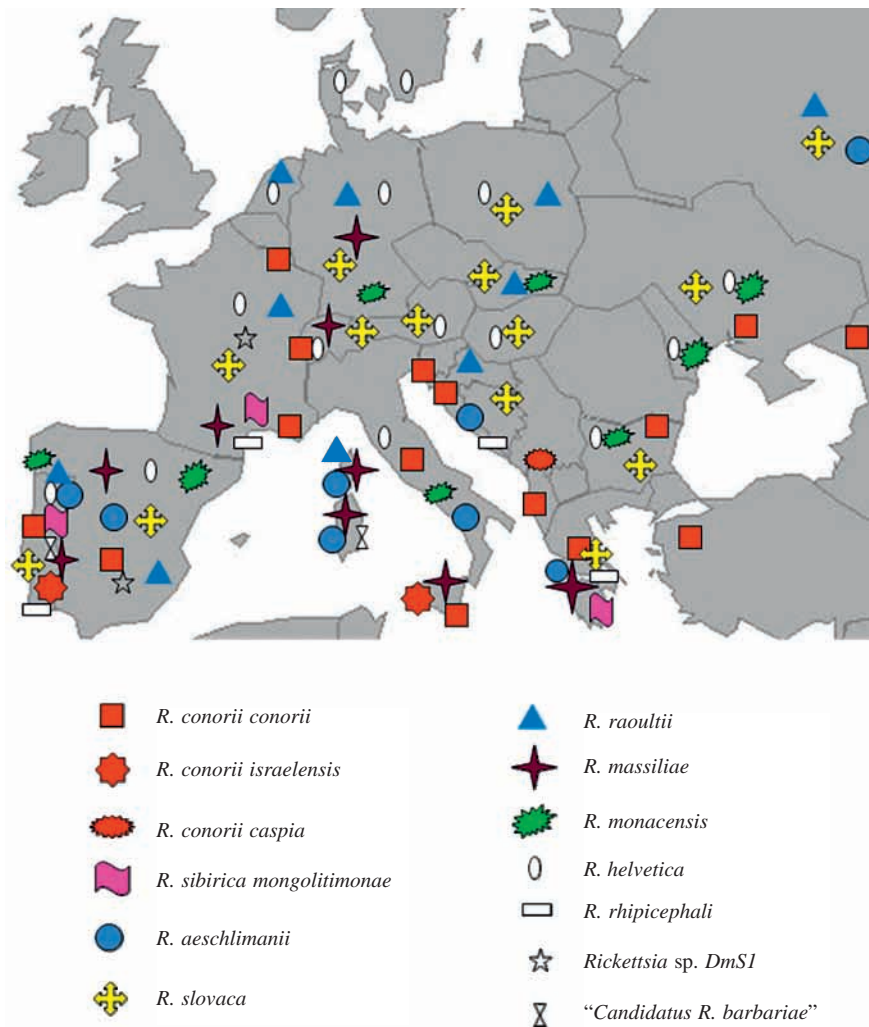 R. conorii conorii
R. conorii israelensis
R. conorii caspia
R. sibirica mongolitimonae
R. aeschlimanii
R. slovaca
R. raoultii
R. massiliae
R. monacensis
R. helvetica
R. rhipicephali
Rickettsia sp. DmS1
“Candidatus R. barbariae”